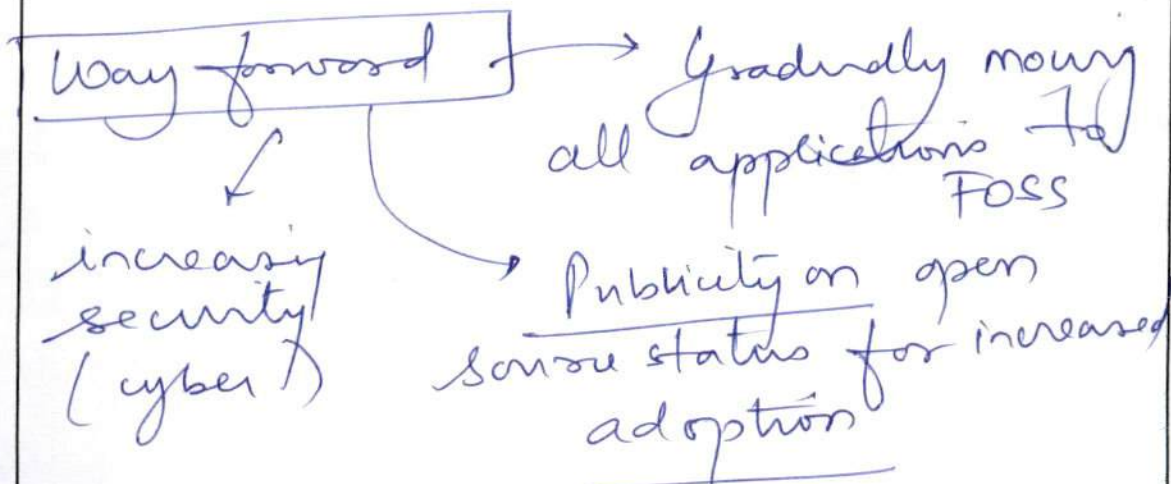 Way forward
Gradually moving
all applications to
FOSS
increasing
security
(cyber)
Publicity on open
source status for increased
adoption